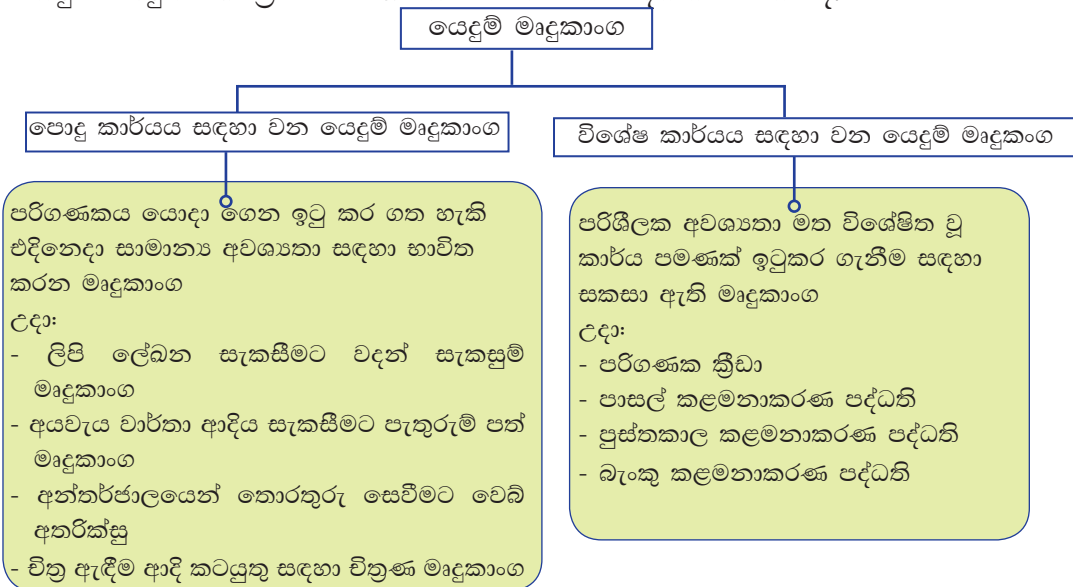 යෙදුම් මෘදුකාංග
පොදු කාර්යය සඳහා වන යෙදුම් මෘදුකාංග
පරිගණකය යොදා ගෙන ඉටු කර ගත හැකි
එදිනෙදා සාමාන්‍ය අවශ්‍යතා සඳහා භාවිත
කරන මෘදුකාංග
උදා:
- ලිපි ලේඛන සැකසීමට වදන් සැකසුම්
මෘදුකාංග
- අයවැය වාර්තා ආදිය සැකසීමට පැතුරුම් පත්
මෘදුකාංග
- අන්තර්ජාලයෙන් තොරතුරු සෙවීමට වෙබ්
අතරික්සු
- චිත්‍ර ඇඳීම ආදි කටයුතු සඳහා චිත්‍රණ මෘදුකාංග
විශේෂ කාර්යය සඳහා වන යෙදුම් මෘදුකංග
පරිශීලක අවශ්‍යතා මත විශේෂිත වූ
කාර්ය පමණක් ඉටුකර ගැනීම සඳහා
සකසා ඇති මෘදුකාංග
උදා:
- පරිගණක ක්‍රීඩා
- පාසල් කළමනාකරණ පද්ධති
- පුස්තකාල කළමනාකරණ පද්ධති
- බැංකු කළමනාකරණ පද්ධති